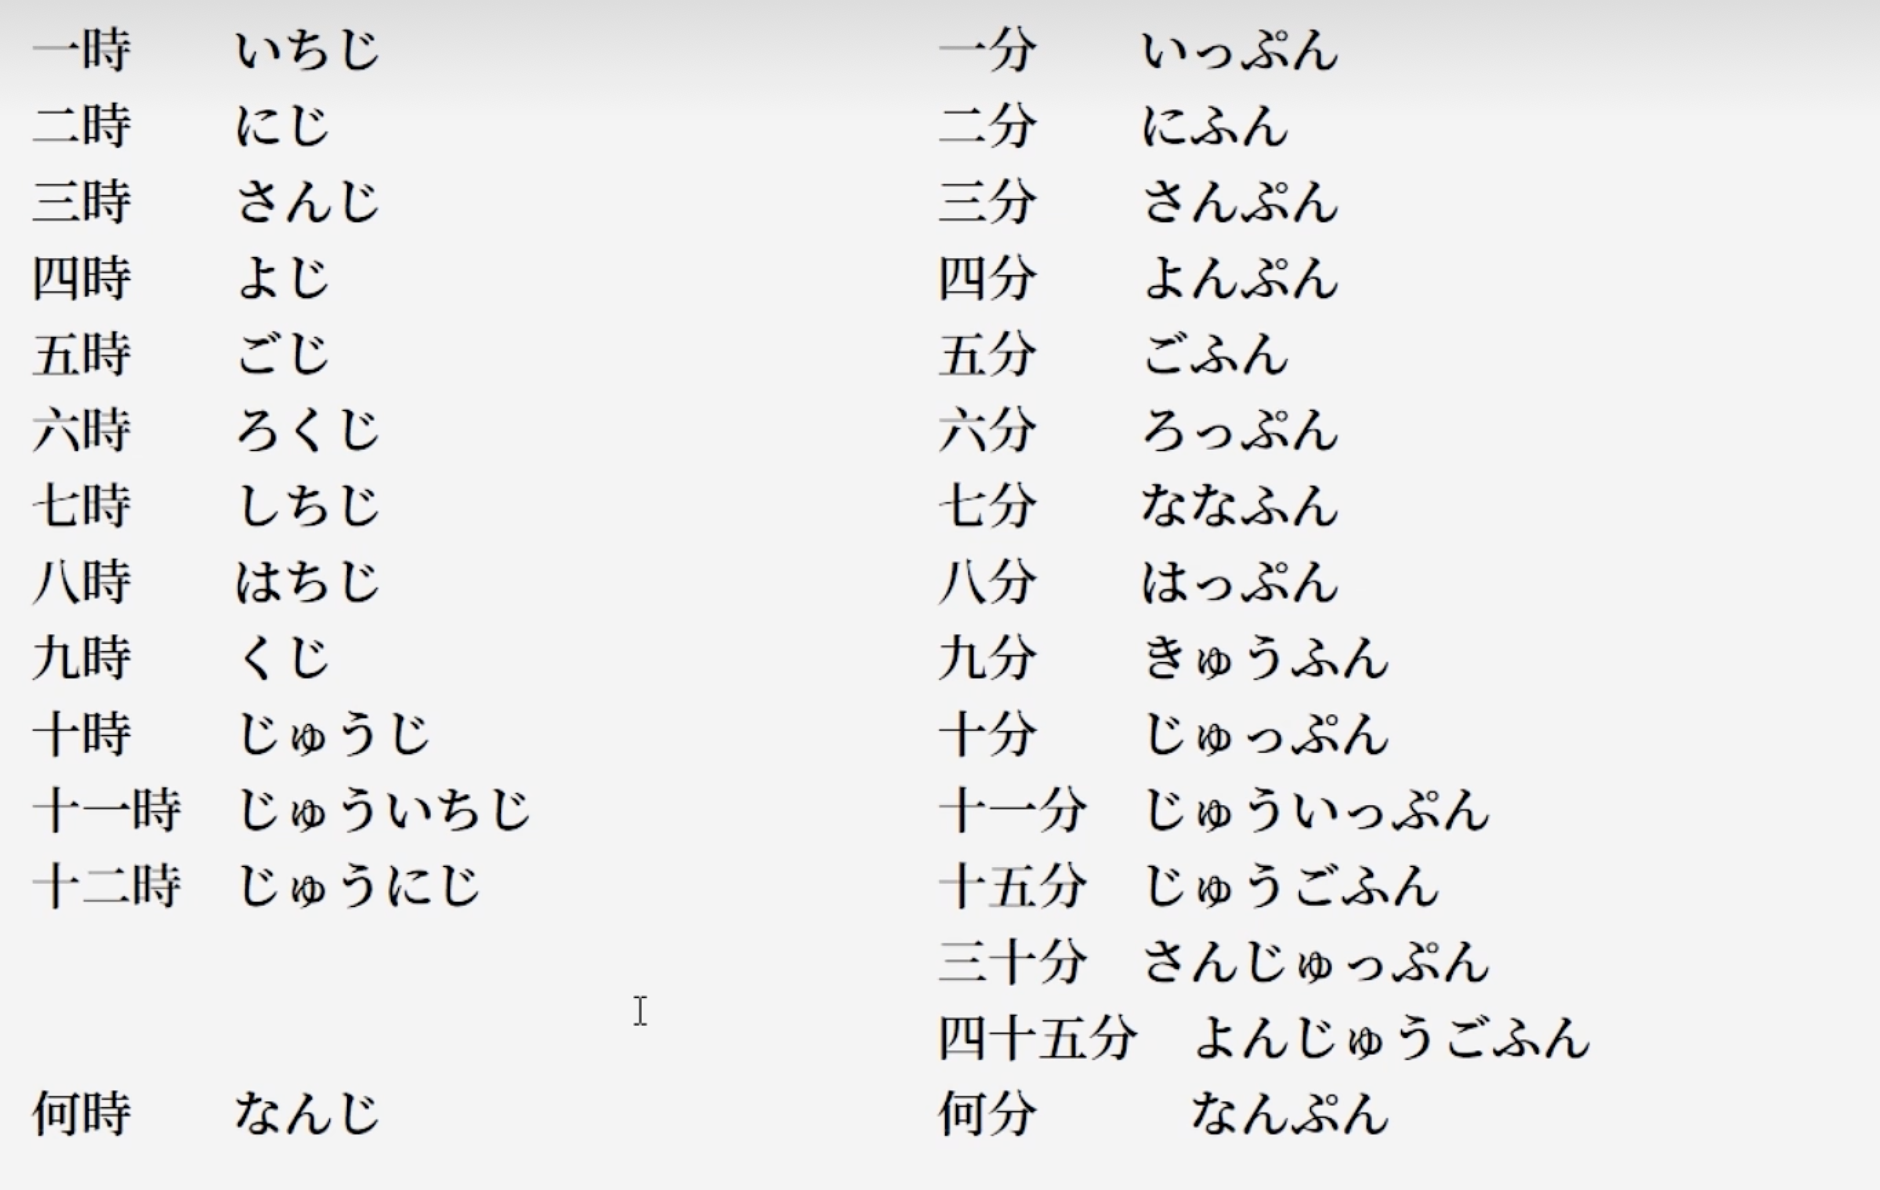 一時　　いちじ
二時　　にじ
三時　　さんじ
四時　　よじ
五時　　ごじ
六時　　ろくじ
七時　　しちじ
八時　　はちじ
九時　　くじ
十時　　じゅうじ
十一時　じゅういちじ
十二時　じゅうにじ
何時　　なんじ
一分　　いっぷん
二分　　にふん
三分　　さんぷん
四分　　よんぷん
五分　　ごふん
六分　　ろっぷん
七分　　ななふん
八分　　はっぷん
九分　　きゅうふん
十分　　じゅっぷん
十一分　じゅういっぷん
十五分　じゅうごふん
三十分　さんじゅっぷん
四十五分　よんじゅうごふん
何分　　　なんぷん